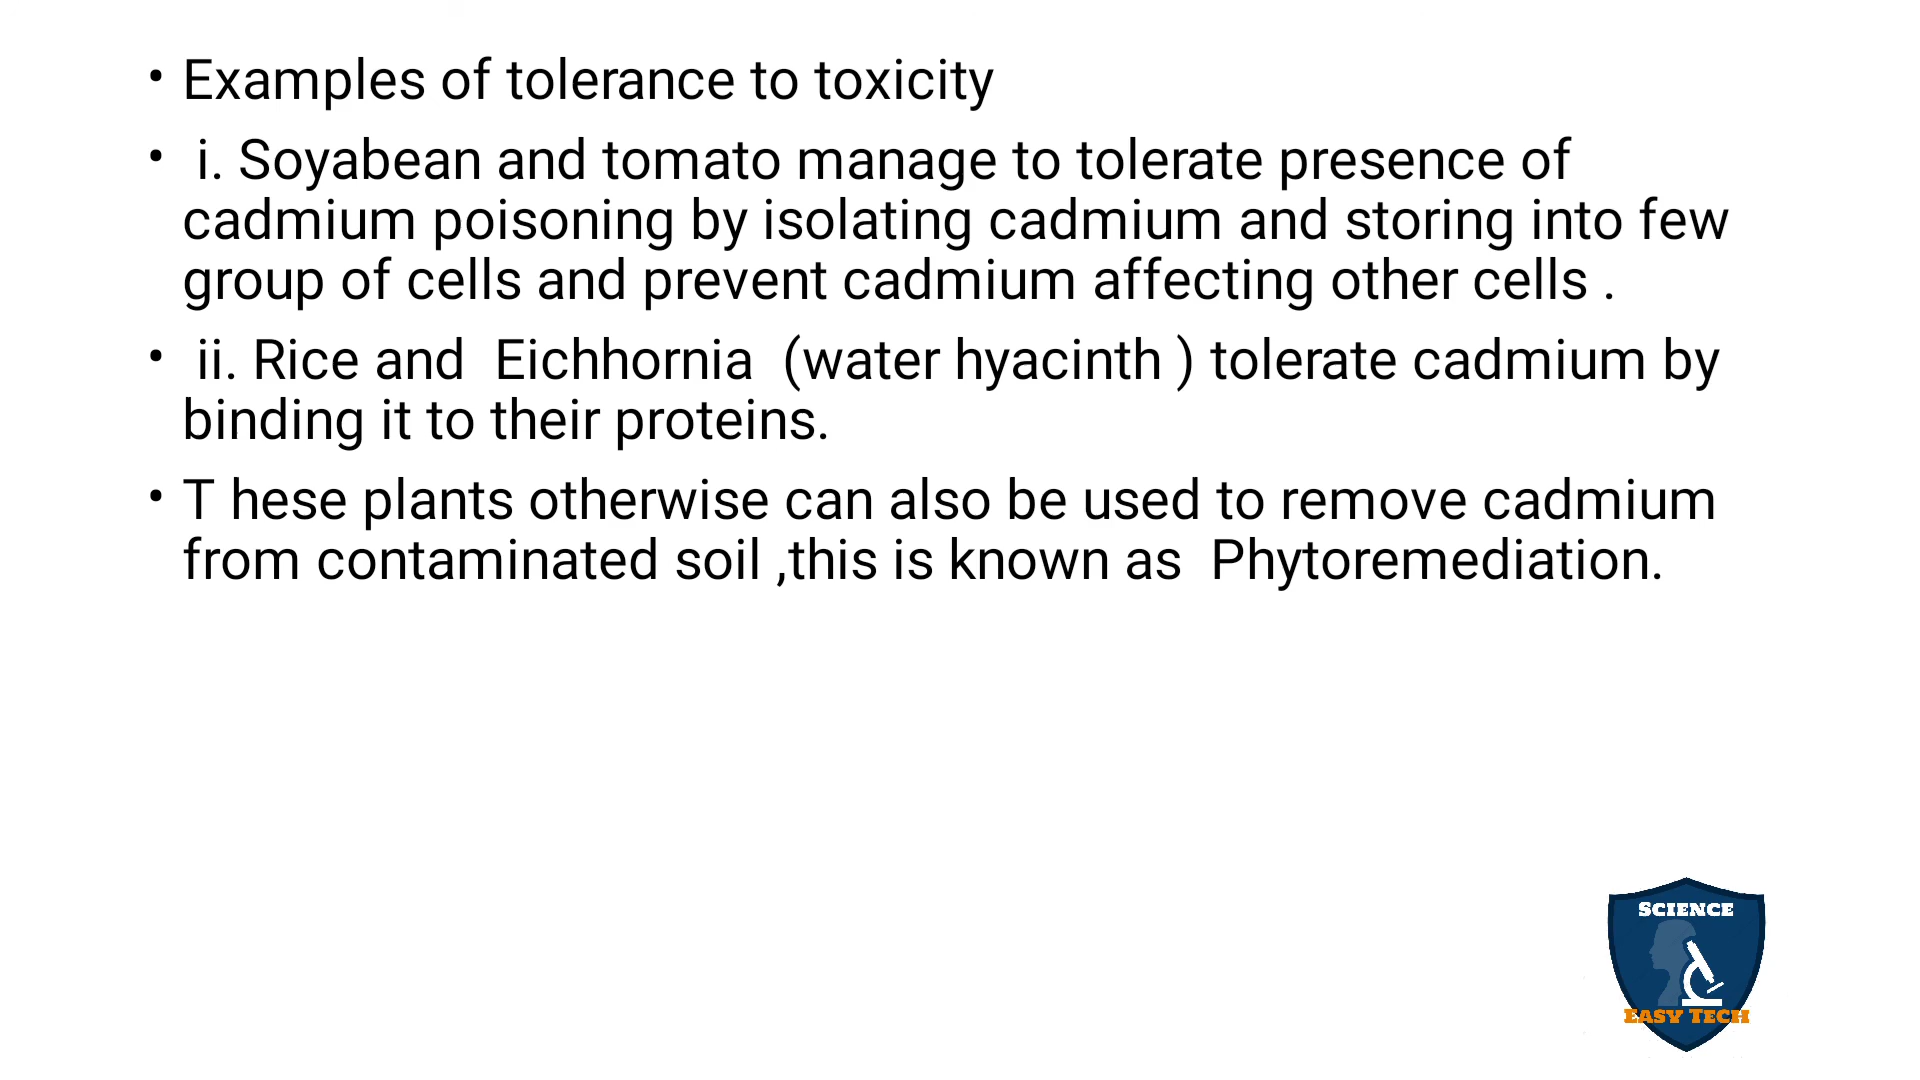 • Examples of tolerance to toxicity
• i. Soyabean and tomato manage to tolerate presence of
cadmium poisoning by isolating cadmium and storing into few
group of cells and prevent cadmium affecting other cells .
• ii. Rice and  Eichhornia  (water hyacinth ) tolerate cadmium by
binding it to their proteins.
• T hese plants otherwise can also be used to remove cadmium
from contaminated soil ,this is known as  Phytoremediation.
SCIENCE
EASY TECH